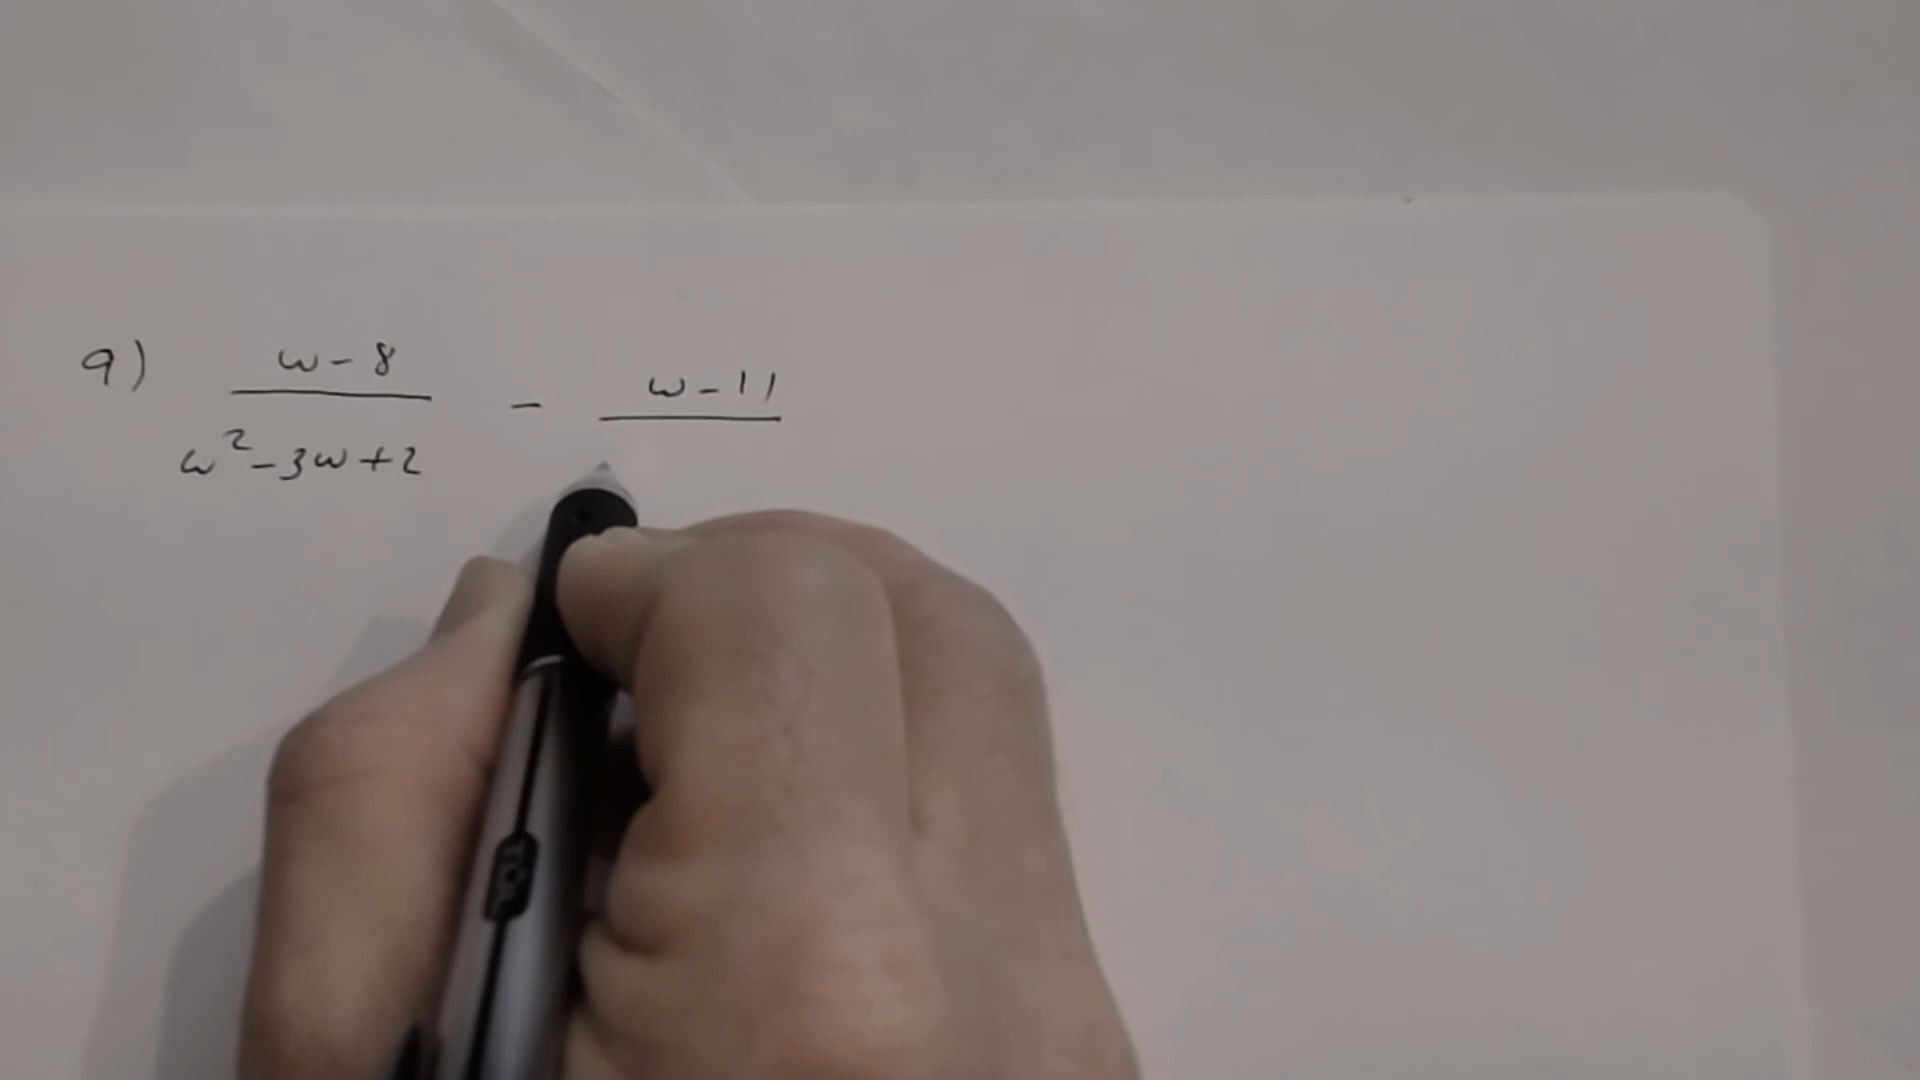 9) w-8 / w²-3w+2 - w-11 /